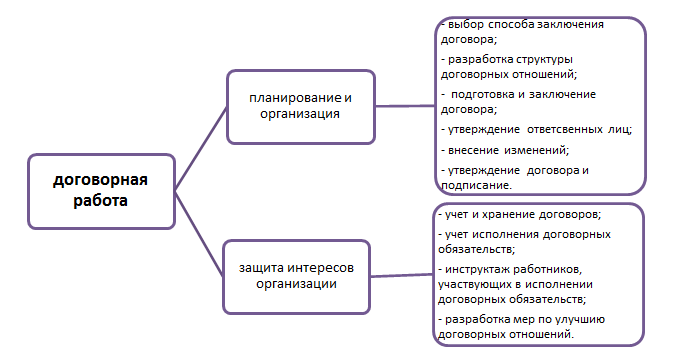 договорная
работа
планирование и
организация
- выбор способа заключения
договора;
- разработка структуры
договорных отношений;
- подготовка и заключение
договора;
- утверждение ответсвенных лиц;
- внесение изменений;
- утверждение договора и
подписание.
защита интересов
организации
- учет и хранение договоров;
- учет исполнения договорных
обязательств;
- инструктаж работников,
участвующих в исполнении
договорных обязательств;
- разработка мер по улучшию
договорных отношений.